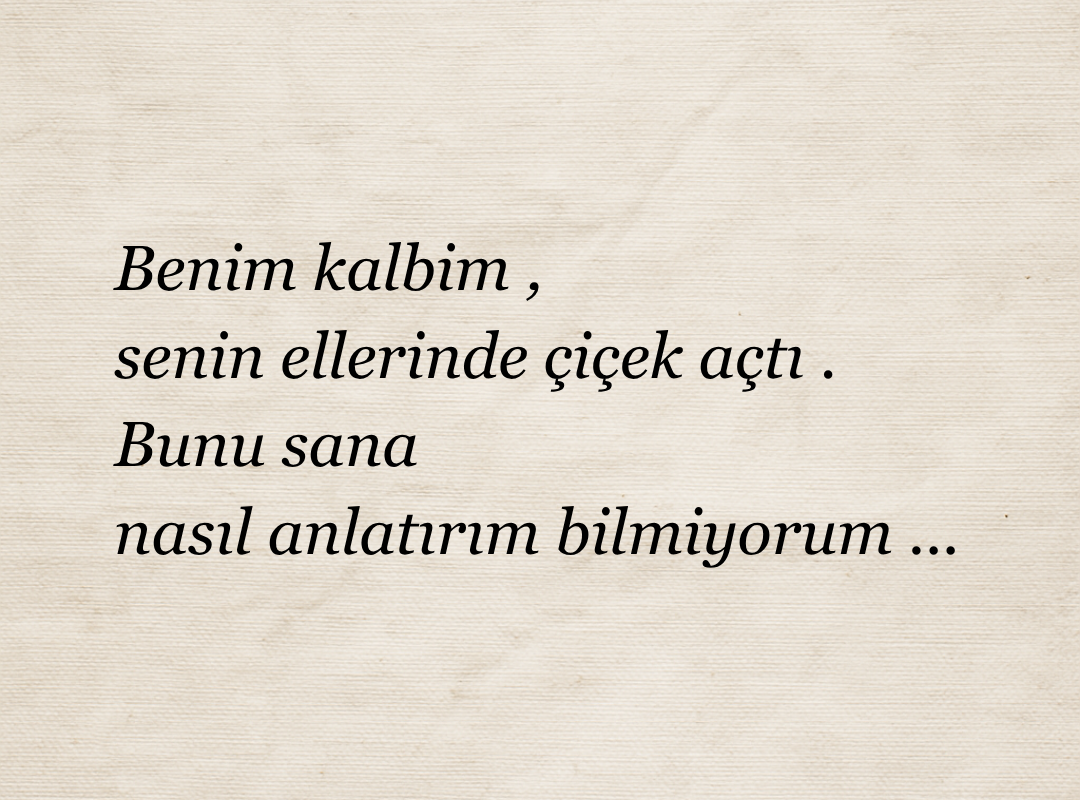 Benim kalbim ,
senin ellerinde çiçek açtı .
Bunu sana
nasıl anlatırım bilmiyorum ...